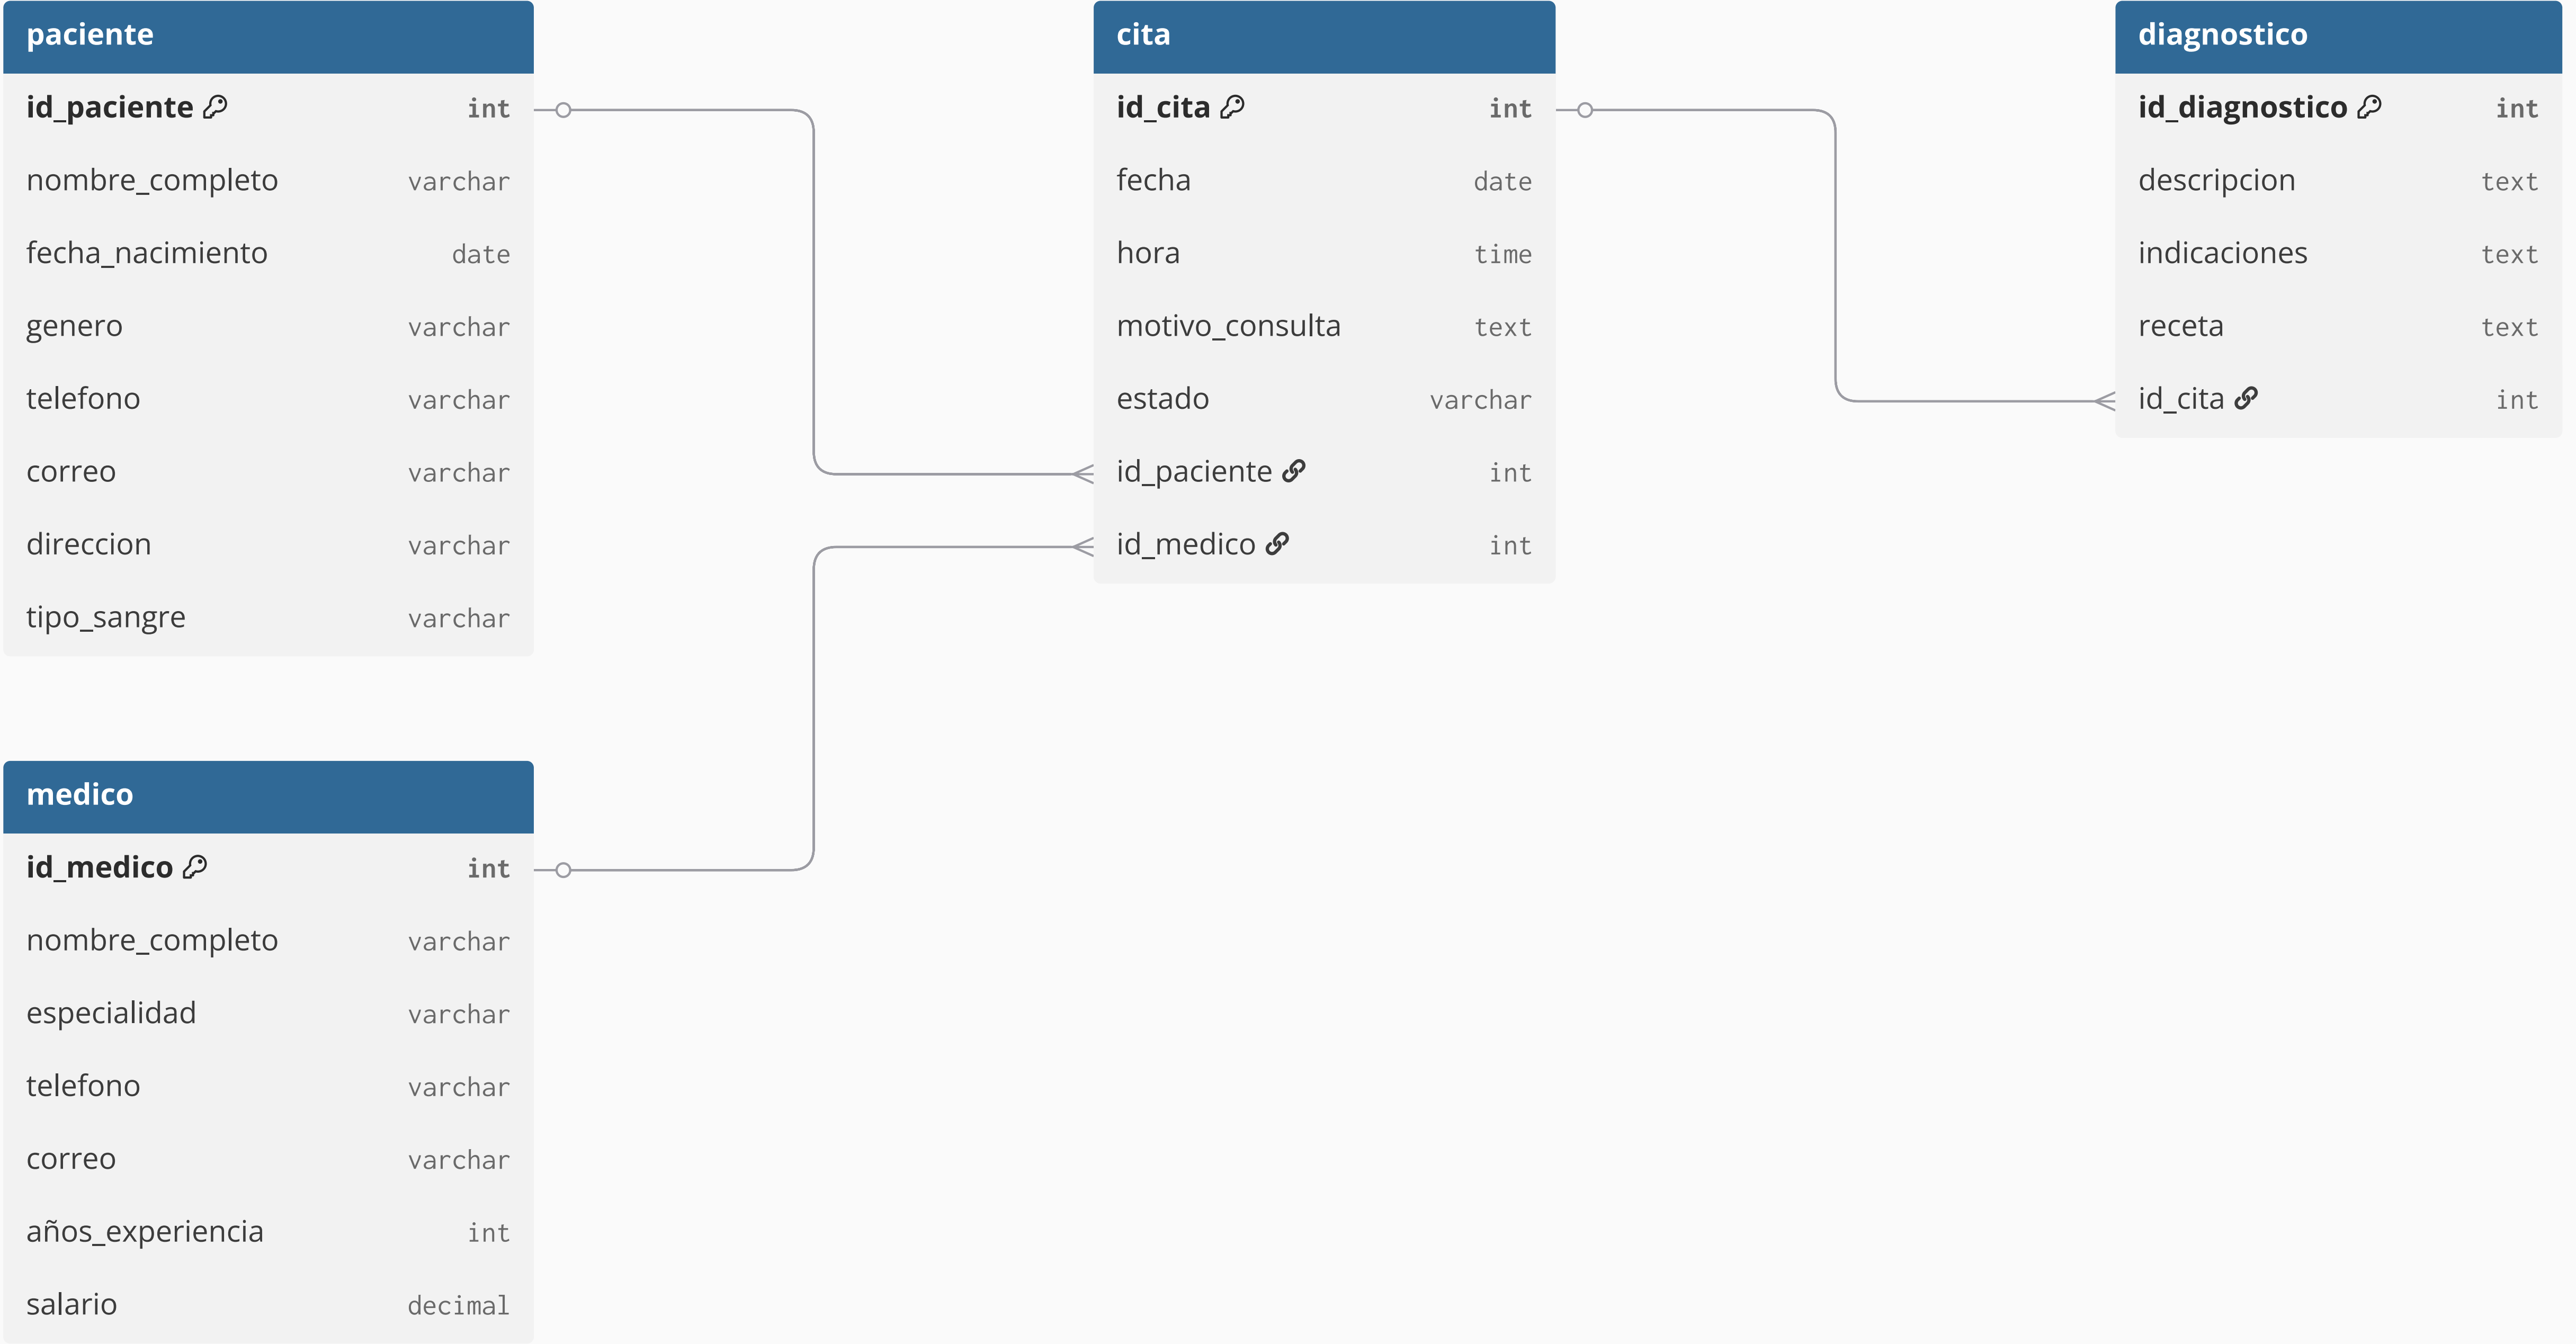 paciente
id_paciente int
nombre_completo varchar
fecha_nacimiento date
genero varchar
telefono varchar
correo varchar
direccion varchar
tipo_sangre varchar
cita
id_cita int
fecha date
hora time
motivo_consulta text
estado varchar
id_paciente int
id_medico int
diagnostico
id_diagnostico int
descripcion text
indicaciones text
receta text
id_cita int
medico
id_medico int
nombre_completo varchar
especialidad varchar
telefono varchar
correo varchar
años_experiencia int
salario decimal